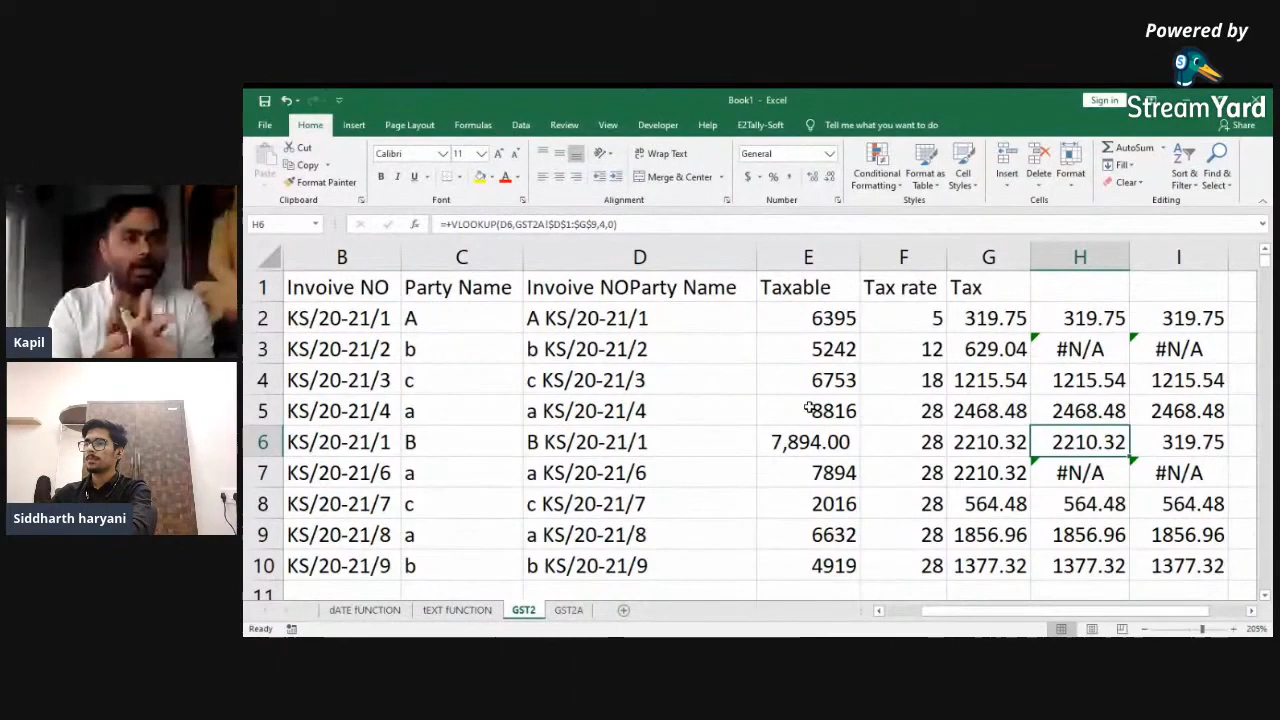 Powered by
StreamYard
Book1 - Excel
Sign in
File Home Insert Page Layout Formulas Data Review View Developer Help EZTally-Soft Tell me what you want to do Share
Paste Cut Copy Format Painter
Calibri 11
Wrap Text
Merge & Center
General
Conditional Formatting Format as Table Cell Styles
Insert Delete Format
AutoSum Fill Clear
Sort & Filter Find & Select
Clipboard Font Alignment Number Styles Cells Editing
H6 =+VLOOKUP(D6,GST2A!$D$1:$G$9,4,0)
B C D E F G H I
1 Invoive NO Party Name Invoive NOParty Name Taxable Tax rate Tax
2 KS/20-21/1 A A KS/20-21/1 6395 5 319.75 319.75 319.75
3 KS/20-21/2 b b KS/20-21/2 5242 12 629.04 #N/A #N/A
4 KS/20-21/3 c c KS/20-21/3 6753 18 1215.54 1215.54 1215.54
5 KS/20-21/4 a a KS/20-21/4 8816 28 2468.48 2468.48 2468.48
6 KS/20-21/1 B B KS/20-21/1 7,894.00 28 2210.32 2210.32 319.75
7 KS/20-21/6 a a KS/20-21/6 7894 28 2210.32 #N/A #N/A
8 KS/20-21/7 c c KS/20-21/7 2016 28 564.48 564.48 564.48
9 KS/20-21/8 a a KS/20-21/8 6632 28 1856.96 1856.96 1856.96
10 KS/20-21/9 b b KS/20-21/9 4919 28 1377.32 1377.32 1377.32
11
dATE FUNCTION tEXT FUNCTION GST2 GST2A
Ready 205%
Kapil
Siddharth haryani